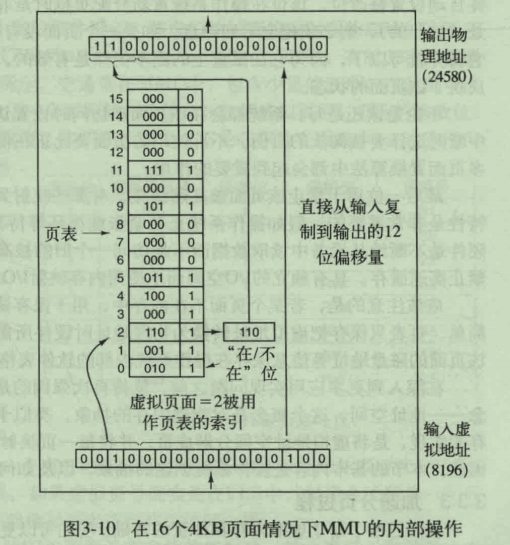 1 1 0 0 0 0 0 0 0 0 0 0 1 0 0
输出物
理地址
(24580)
15 000 0
14 000 0
13 000 0
12 000 0
11 111 1
10 000 0
9 101 1
8 000 0
7 000 0
6 000 0
5 011 1
4 100 1
3 000 1
2 110 1
1 001 1
0 010 1
页表
110
“在/不
在”位
直接从输入复
制到输出的12
位偏移量
虚拟页面=2被用
作页表的索引
0 0 1 0 0 0 0 0 0 0 0 0 0 1 0 0
输入虚
拟地址
(8196)
图3-10 在16个4KB页面情况下MMU的内部操作